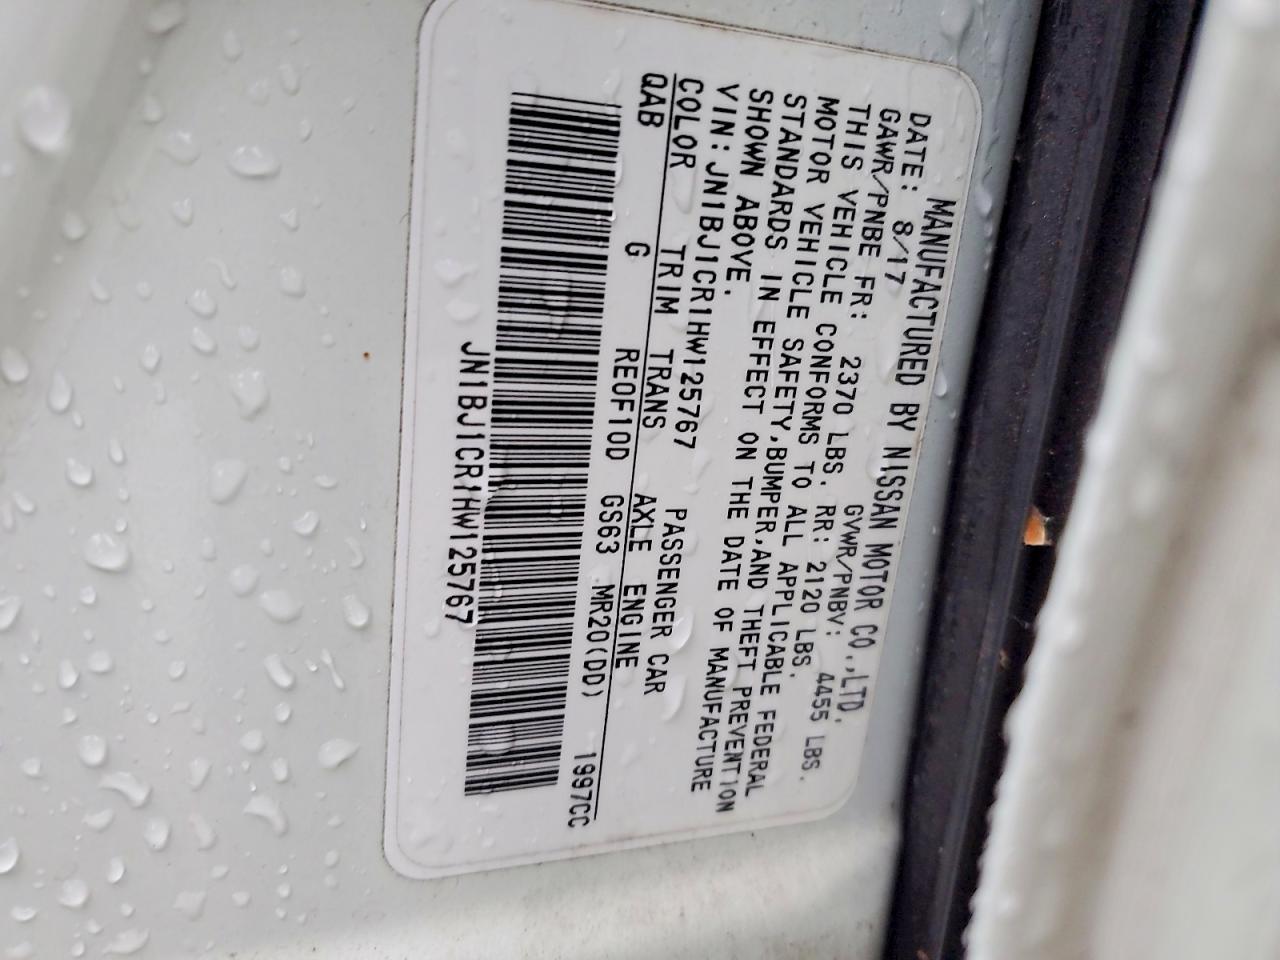 MANUFACTURED BY NISSAN MOTOR CO.,LTD.
DATE: 8/17 GVWR/PNBV: 4455 LBS.
GAWR/PNBE FR: 2370 LBS. RR: 2120 LBS.
THIS VEHICLE CONFORMS TO ALL APPLICABLE FEDERAL
MOTOR VEHICLE SAFETY,BUMPER,AND THEFT PREVENTION
STANDARDS IN EFFECT ON THE DATE OF MANUFACTURE
SHOWN ABOVE.
VIN:JN1BJ1CR1HW125767 PASSENGER CAR
COLOR TRIM TRANS AXLE ENGINE
QAB G REOF10D GS63 MR20(DD) 1997CC
JN1BJ1CR1HW125767